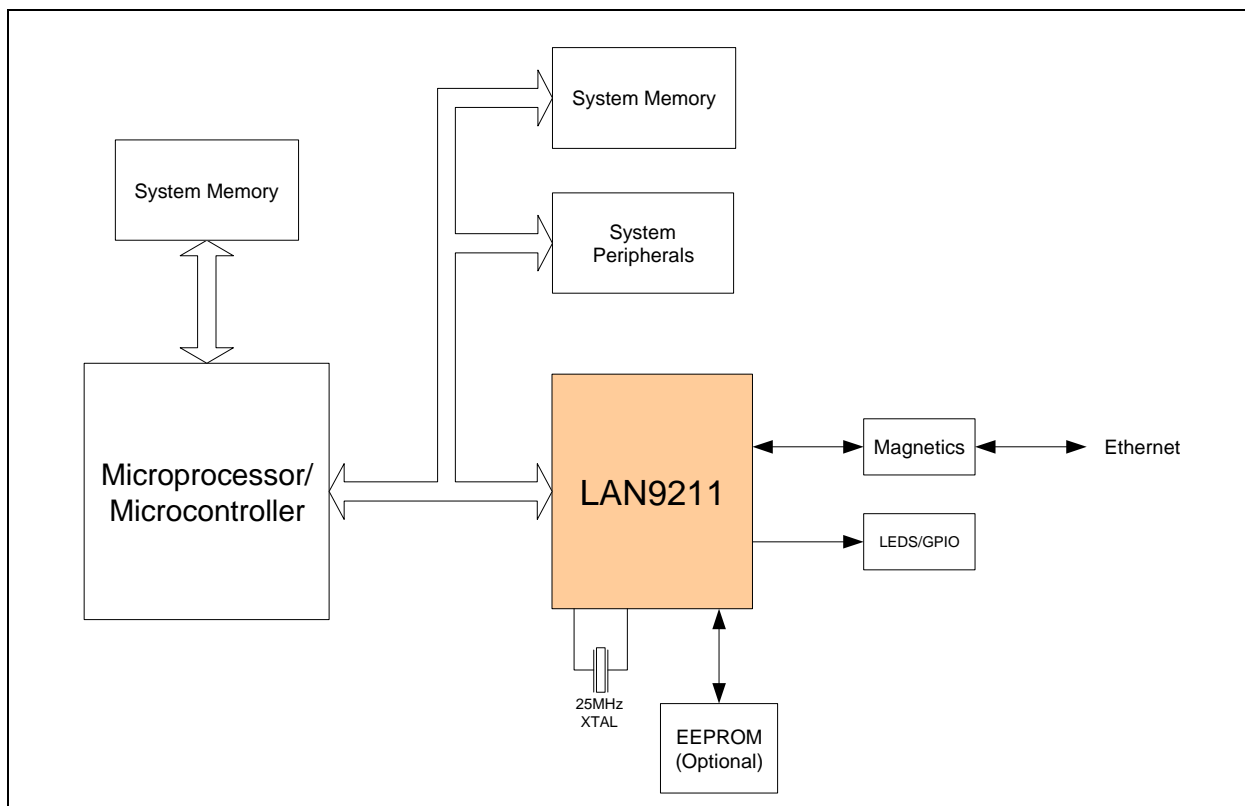 System Memory
System Memory
System
Peripherals
Microprocessor/
Microcontroller
LAN9211
Magnetics
Ethernet
LEDS/GPIO
25MHz
XTAL
EEPROM
(Optional)